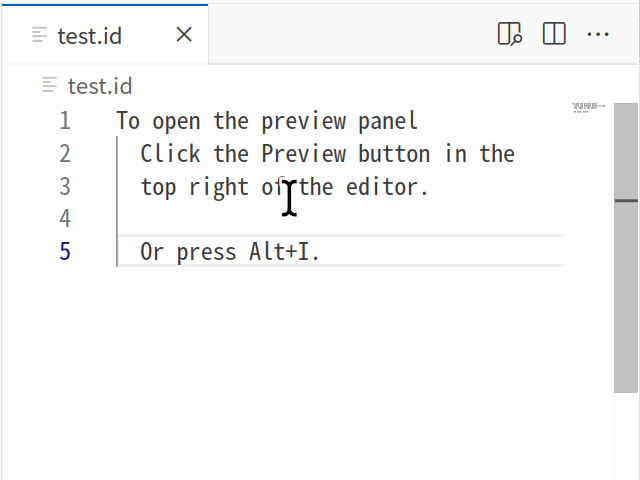 test.id
test.id
1 To open the preview panel
2 Click the Preview button in the
3 top right of the editor.
4
5 Or press Alt+I.